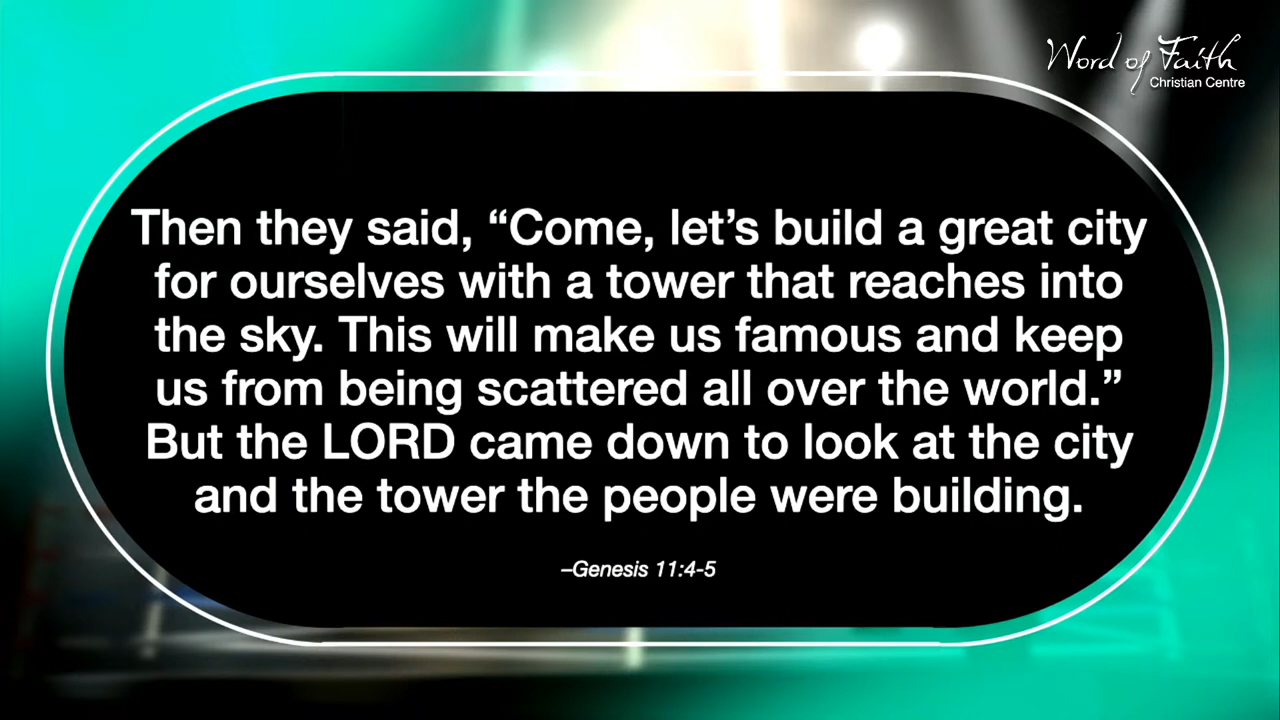 Word of Faith
Christian Centre
Then they said, “Come, let’s build a great city
for ourselves with a tower that reaches into
the sky. This will make us famous and keep
us from being scattered all over the world.”
But the LORD came down to look at the city
and the tower the people were building.
–Genesis 11:4-5